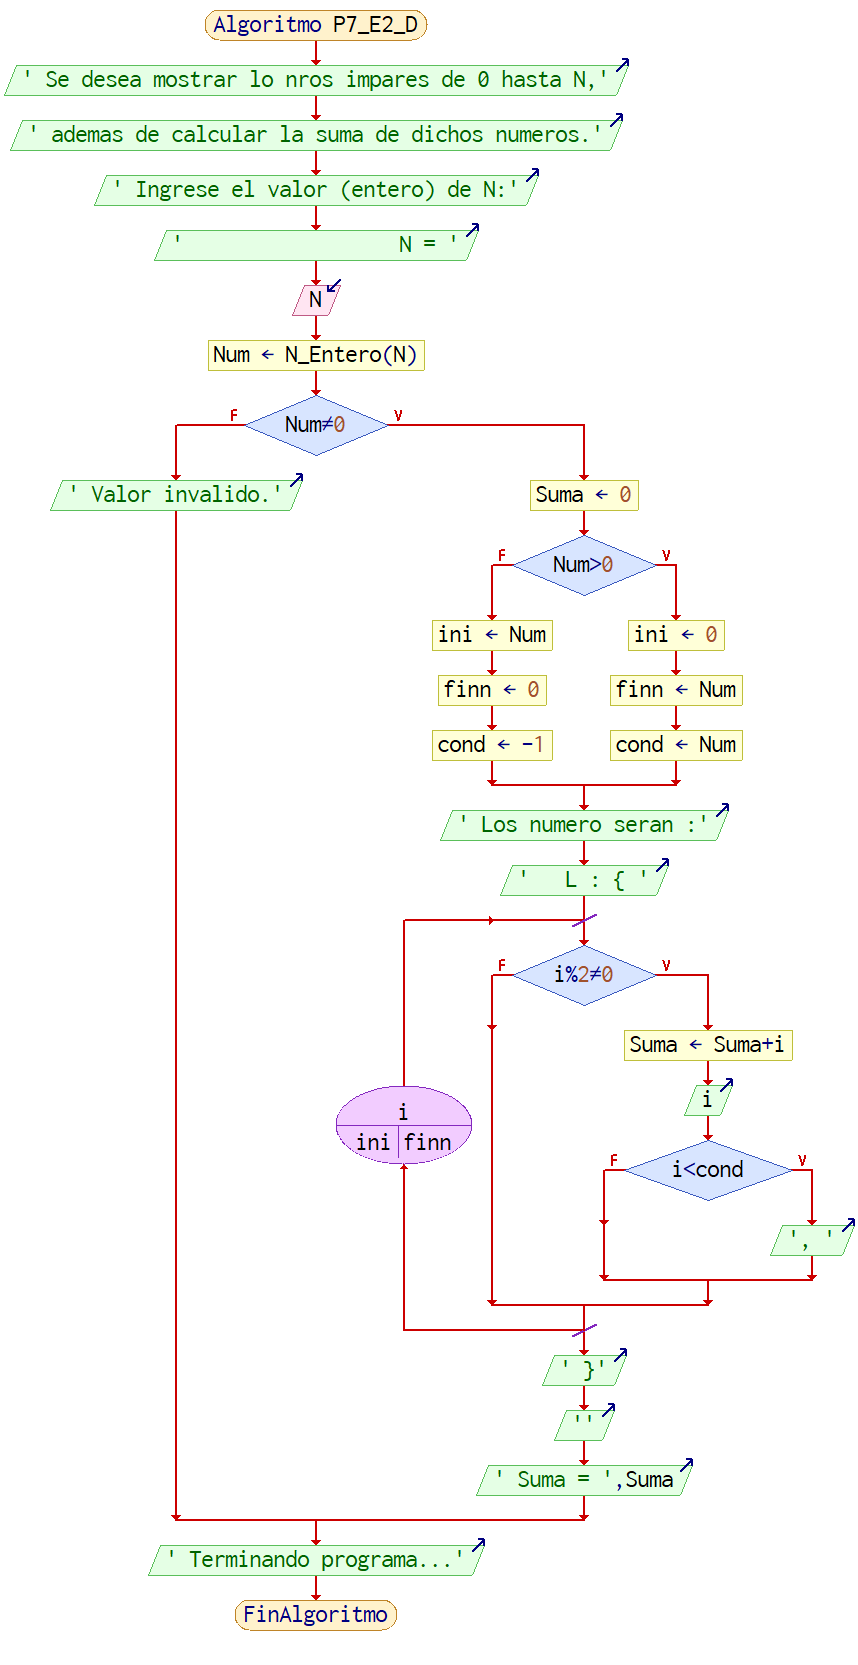 Algoritmo P7_E2_D
' Se desea mostrar lo nros impares de 0 hasta N,'
' ademas de calcular la suma de dichos numeros.'
' Ingrese el valor (entero) de N:'
'                  N = '
N
Num ← N_Entero(N)
F
Num≠0
V
' Valor invalido.'
Suma ← 0
F
Num>0
V
ini ← Num
ini ← 0
finn ← 0
finn ← Num
cond ← -1
cond ← Num
' Los numero seran :'
'   L : { '
F
i%2≠0
V
Suma ← Suma+i
i
i
ini finn
F
i<cond
V
', '
' }'
''
' Suma = ',Suma
' Terminando programa...'
FinAlgoritmo